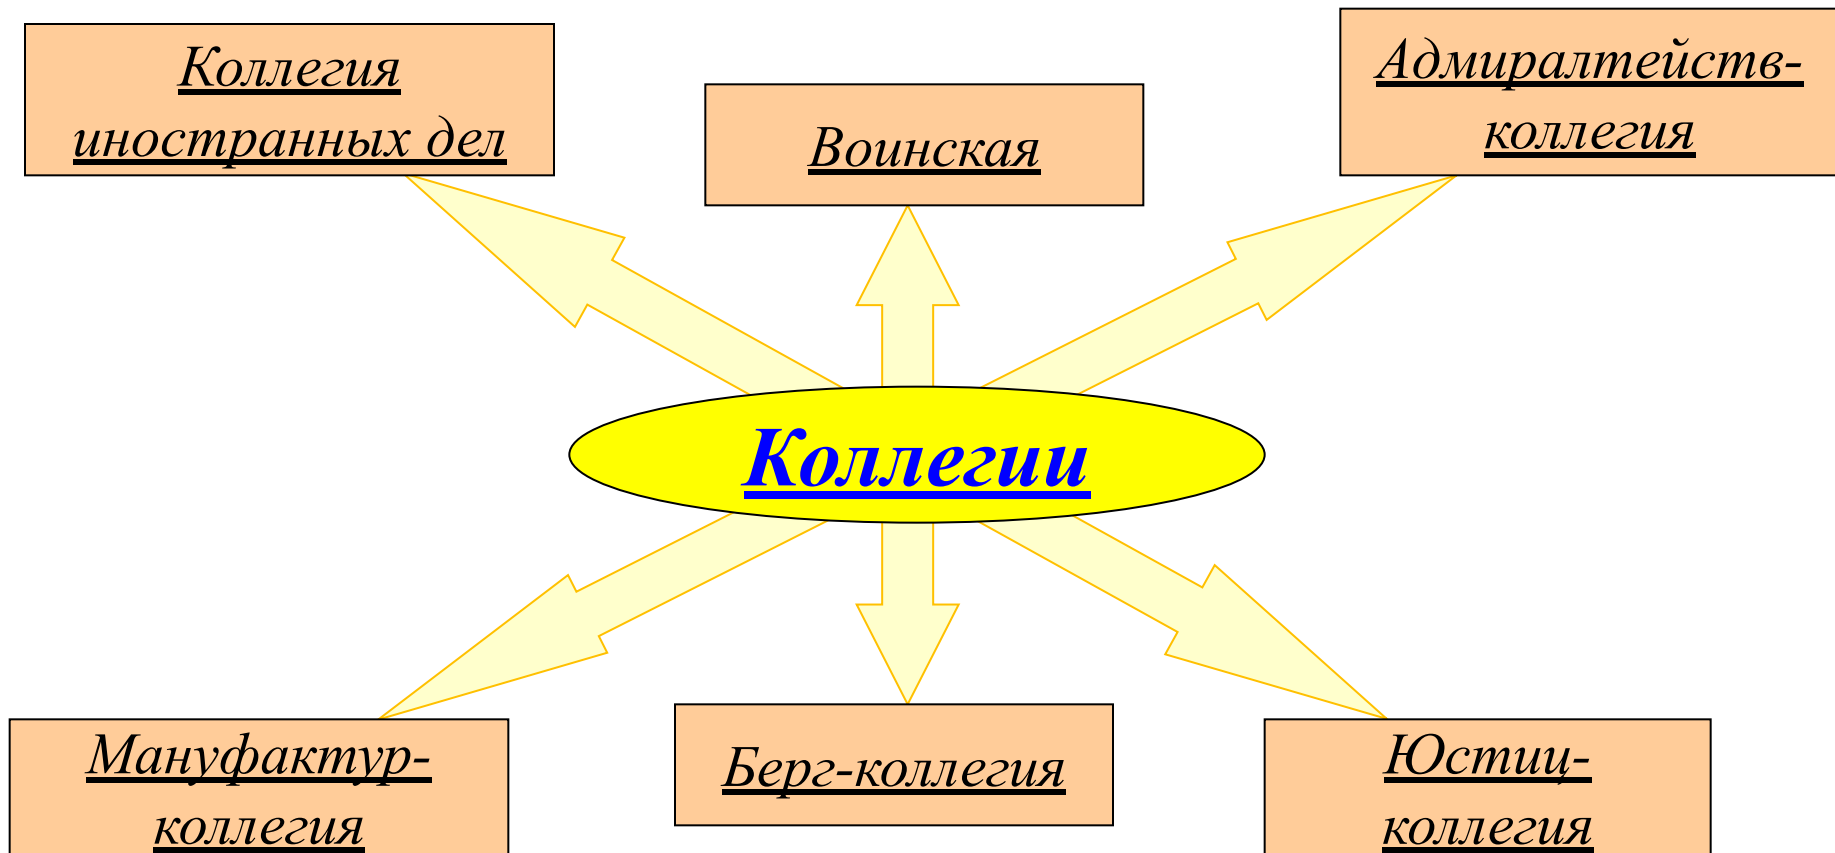 Коллегия
иностранных дел
Воинская
Адмиралтейств-
коллегия
Коллегии
Мануфактур-
коллегия
Берг-коллегия
Юстиц-
коллегия